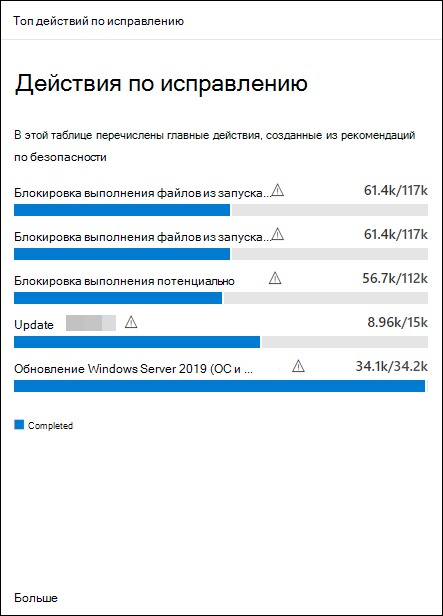 Топ действий по исправлению
Действия по исправлению
В этой таблице перечислены главные действия, созданные из рекомендаций
по безопасности
Блокировка выполнения файлов из запуска... 61.4k/117k
Блокировка выполнения файлов из запуска... 61.4k/117k
Блокировка выполнения потенциально 56.7k/112k
Update 8.96k/15k
Обновление Windows Server 2019 (ОС и ... 34.1k/34.2k
Completed
Больше